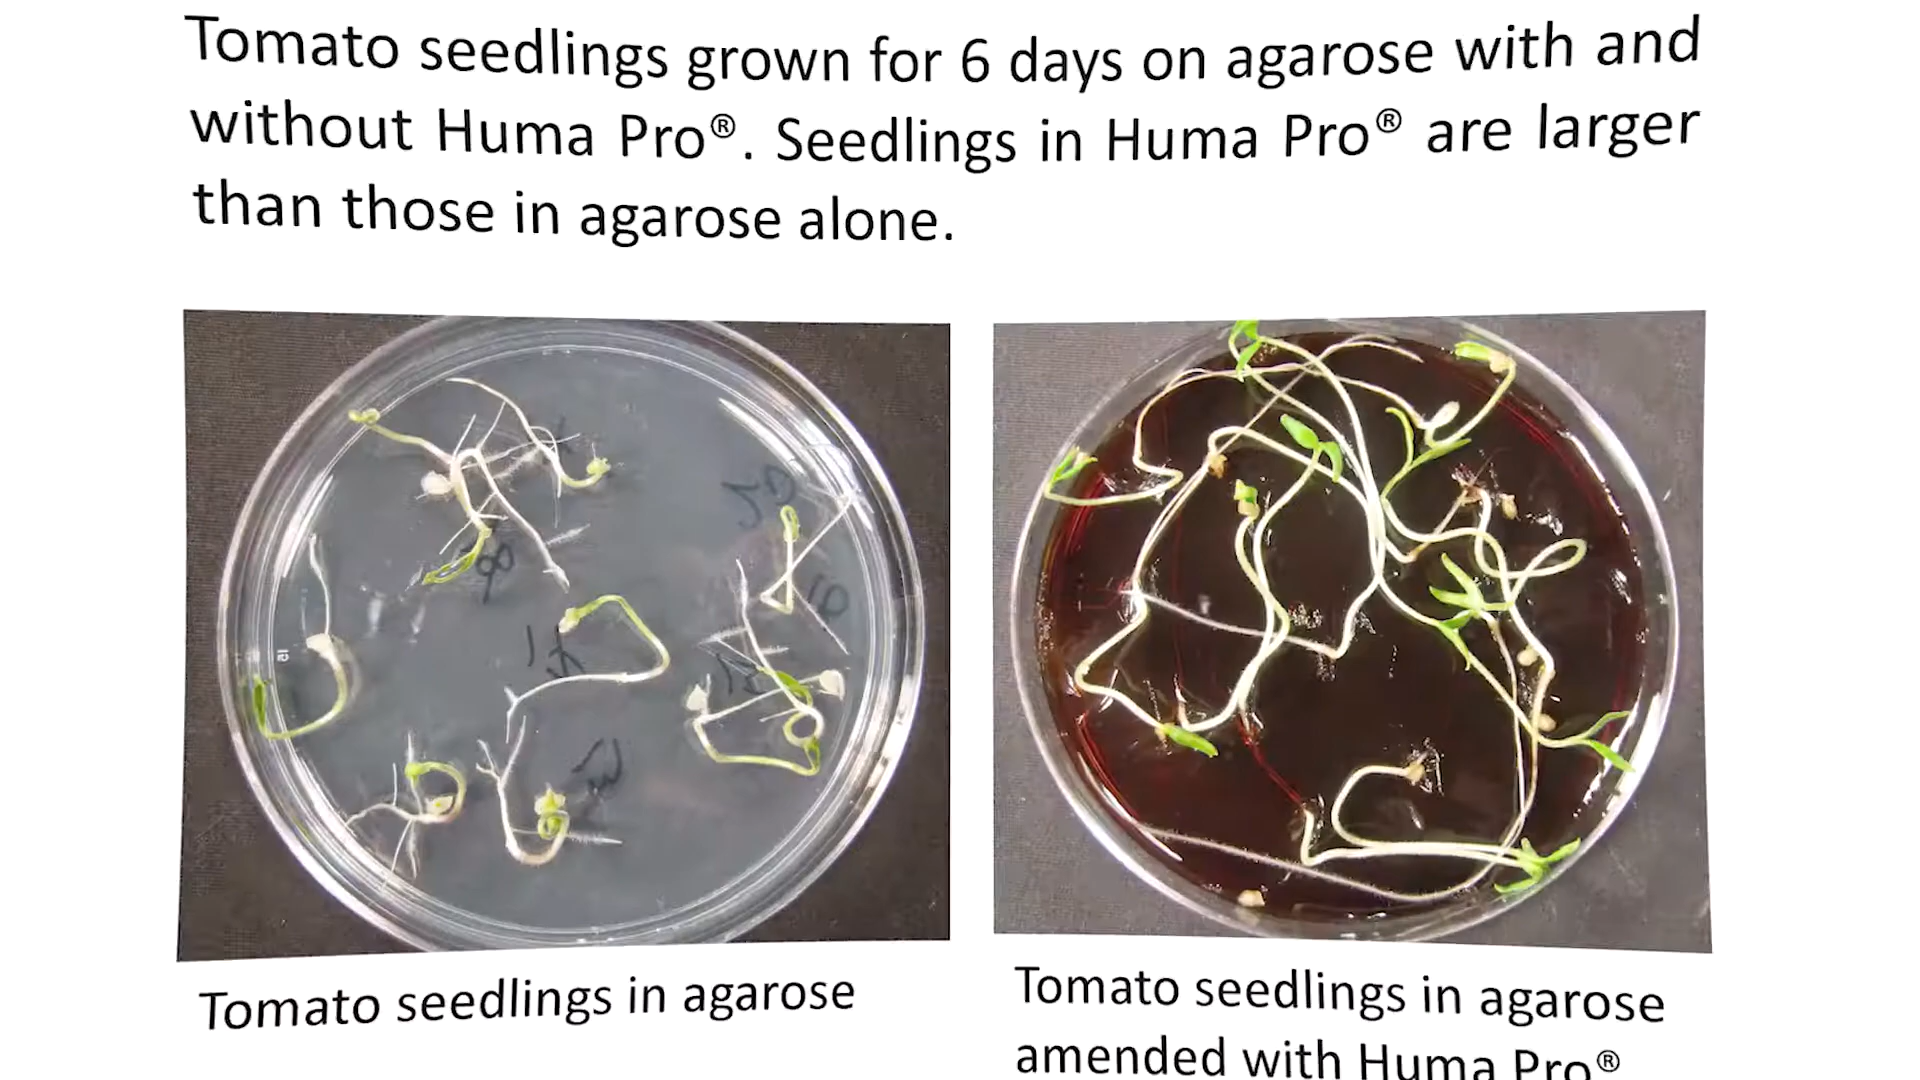 Tomato seedlings grown for 6 days on agarose with and
without Huma Pro®. Seedlings in Huma Pro® are larger
than those in agarose alone.
Tomato seedlings in agarose
Tomato seedlings in agarose
amended with Huma Pro®